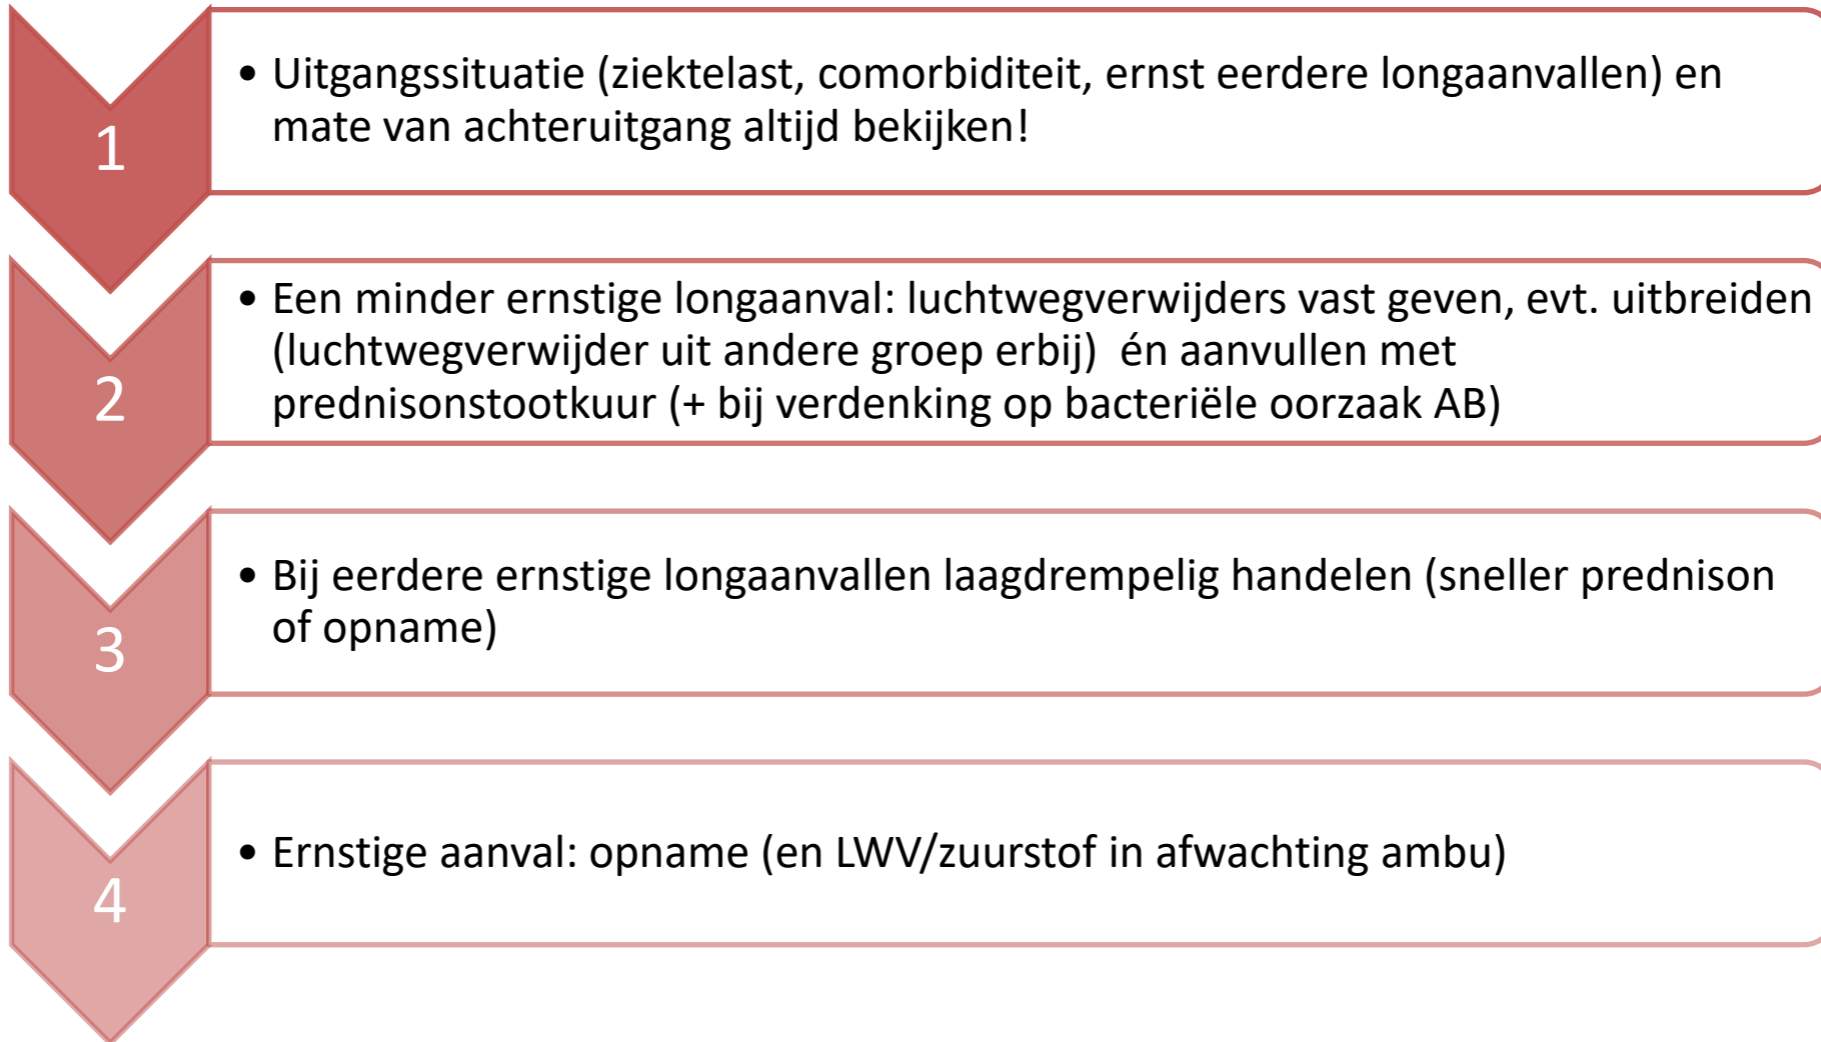 1
• Uitgangssituatie (ziektelast, comorbiditeit, ernst eerdere longaanvallen) en
mate van achteruitgang altijd bekijken!
2
• Een minder ernstige longaanval: luchtwegverwijders vast geven, evt. uitbreiden
(luchtwegverwijder uit andere groep erbij)  én aanvullen met
prednisonstootkuur (+ bij verdenking op bacteriële oorzaak AB)
3
• Bij eerdere ernstige longaanvallen laagdrempelig handelen (sneller prednison
of opname)
4
• Ernstige aanval: opname (en LWV/zuurstof in afwachting ambu)